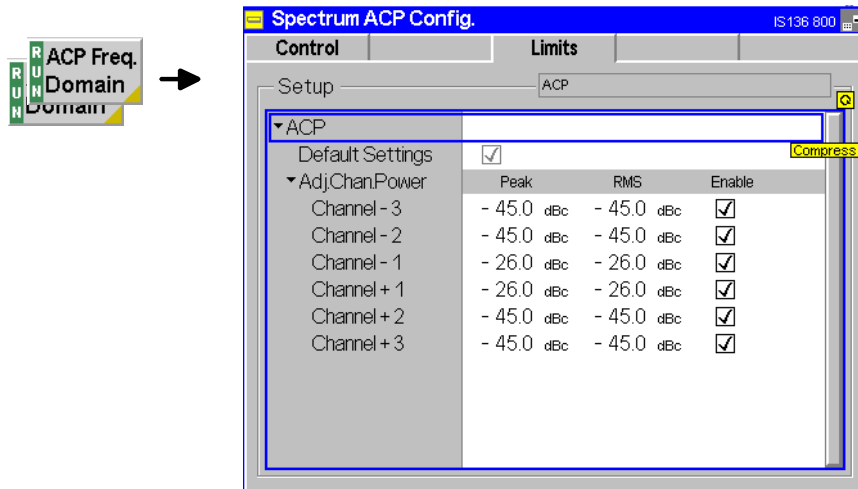 Spectrum ACP Config.
IS136 800
Control
Limits
RUN
ACP Freq.
Domain
RUN
Domain
Setup
ACP
ACP
Compress
Default Settings
Adj.Chan.Power Peak RMS Enable
Channel - 3 - 45.0 dBc - 45.0 dBc
Channel - 2 - 45.0 dBc - 45.0 dBc
Channel - 1 - 26.0 dBc - 26.0 dBc
Channel + 1 - 26.0 dBc - 26.0 dBc
Channel + 2 - 45.0 dBc - 45.0 dBc
Channel + 3 - 45.0 dBc - 45.0 dBc